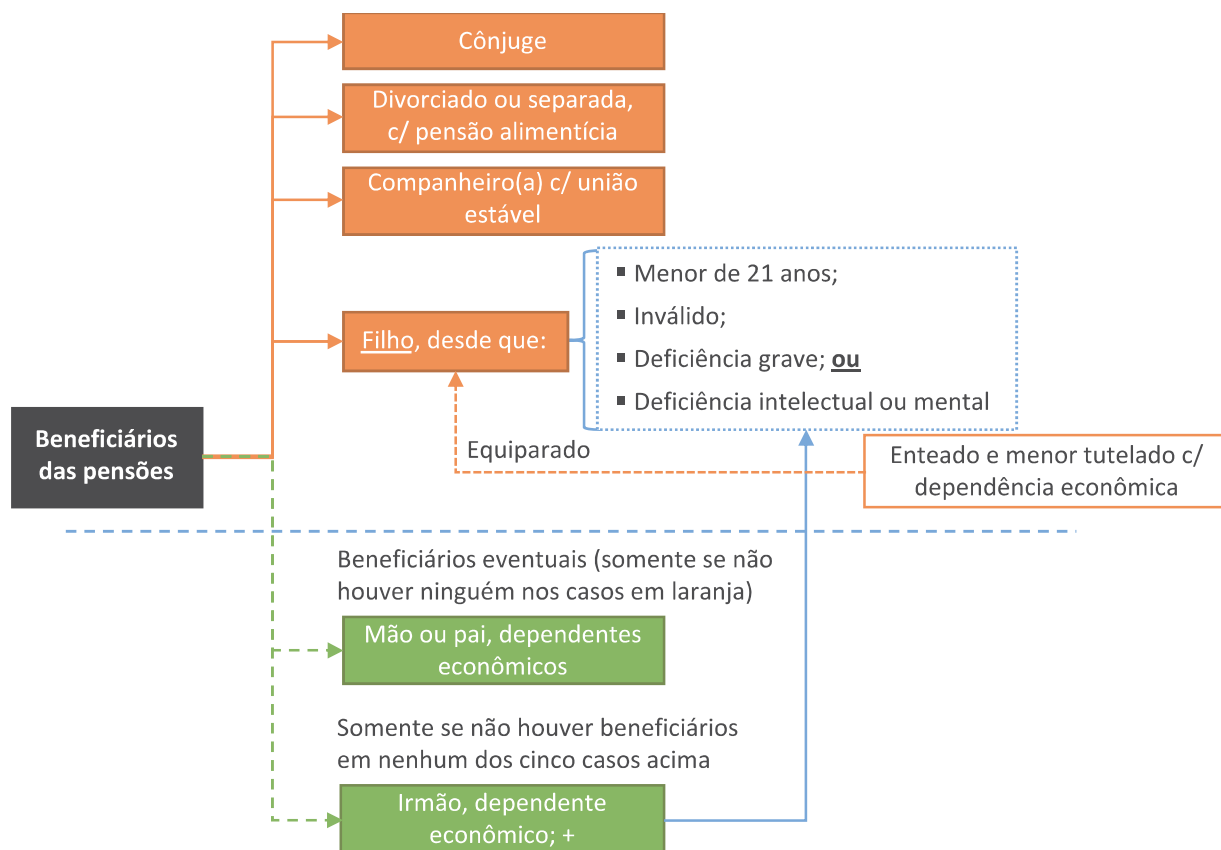 Cônjuge
Divorciado ou separada,
c/ pensão alimentícia
Companheiro(a) c/ união
estável
Filho, desde que:
▪ Menor de 21 anos;
▪ Inválido;
▪ Deficiência grave; ou
▪ Deficiência intelectual ou mental
Beneficiários
das pensões
Equiparado
Enteado e menor tutelado c/
dependência econômica
Beneficiários eventuais (somente se não
houver ninguém nos casos em laranja)
Mão ou pai, dependentes
econômicos
Somente se não houver beneficiários
em nenhum dos cinco casos acima
Irmão, dependente
econômico; +